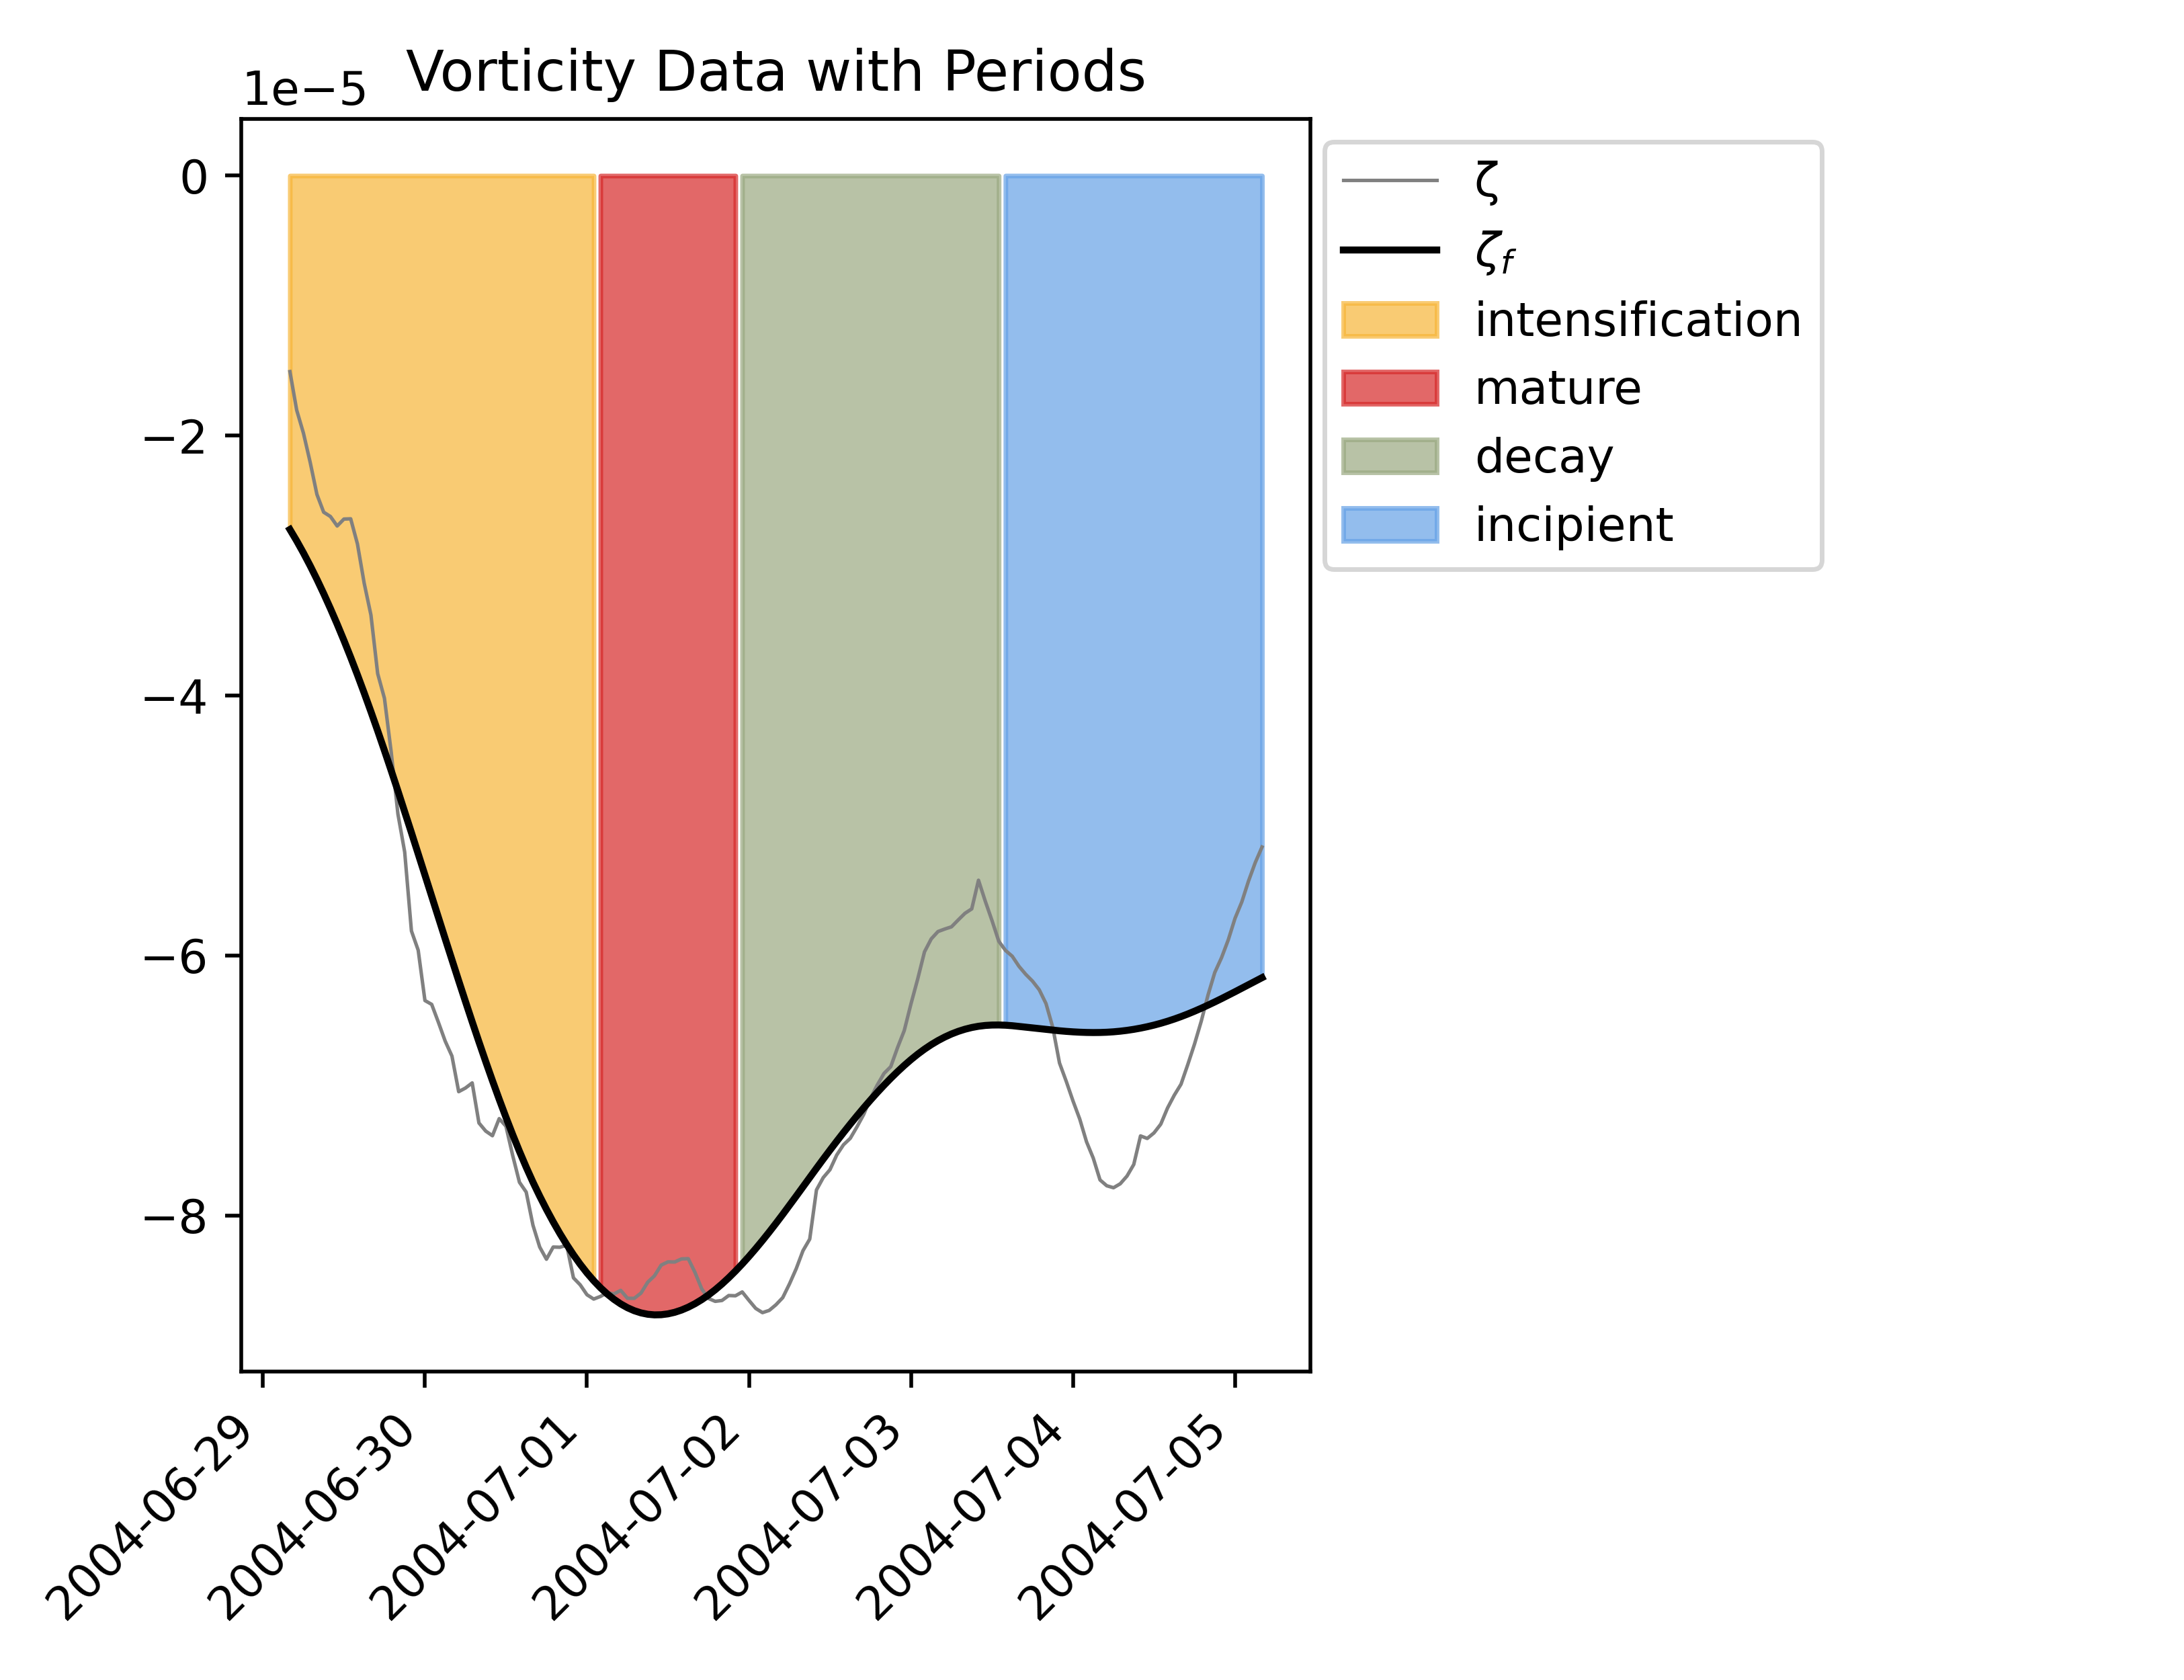 Vorticity Data with Periods
1e−5
0
−2
−4
−6
−8
2004-06-29
2004-06-30
2004-07-01
2004-07-02
2004-07-03
2004-07-04
2004-07-05
ζ
ζf
intensification
mature
decay
incipient